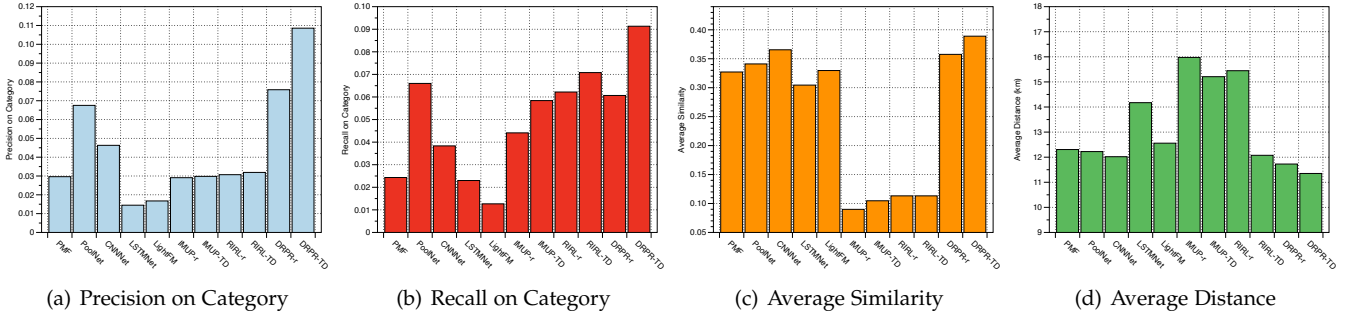 0.12
0.11
0.10
0.09
0.08
0.07
0.06
0.05
0.04
0.03
0.02
0.01
0
Precision on Category
PMF
PoolNet
CNNNet
LSTMNet
LightFM
IMUP-r
IMUP-TD
RIRL-r
RIRL-TD
DRPR-r
DRPR-TD
(a) Precision on Category
0.10
0.09
0.08
0.07
0.06
0.05
0.04
0.03
0.02
0.01
0
Recall on Category
PMF
PoolNet
CNNNet
LSTMNet
LightFM
IMUP-r
IMUP-TD
RIRL-r
RIRL-TD
DRPR-r
DRPR-TD
(b) Recall on Category
0.40
0.35
0.30
0.25
0.20
0.15
0.10
0.05
Average Similarity
PMF
PoolNet
CNNNet
LSTMNet
LightFM
IMUP-r
IMUP-TD
RIRL-r
RIRL-TD
DRPR-r
DRPR-TD
(c) Average Similarity
18
17
16
15
14
13
12
11
10
9
Average Distance (km)
PMF
PoolNet
CNNNet
LSTMNet
LightFM
IMUP-r
IMUP-TD
RIRL-r
RIRL-TD
DRPR-r
DRPR-TD
(d) Average Distance